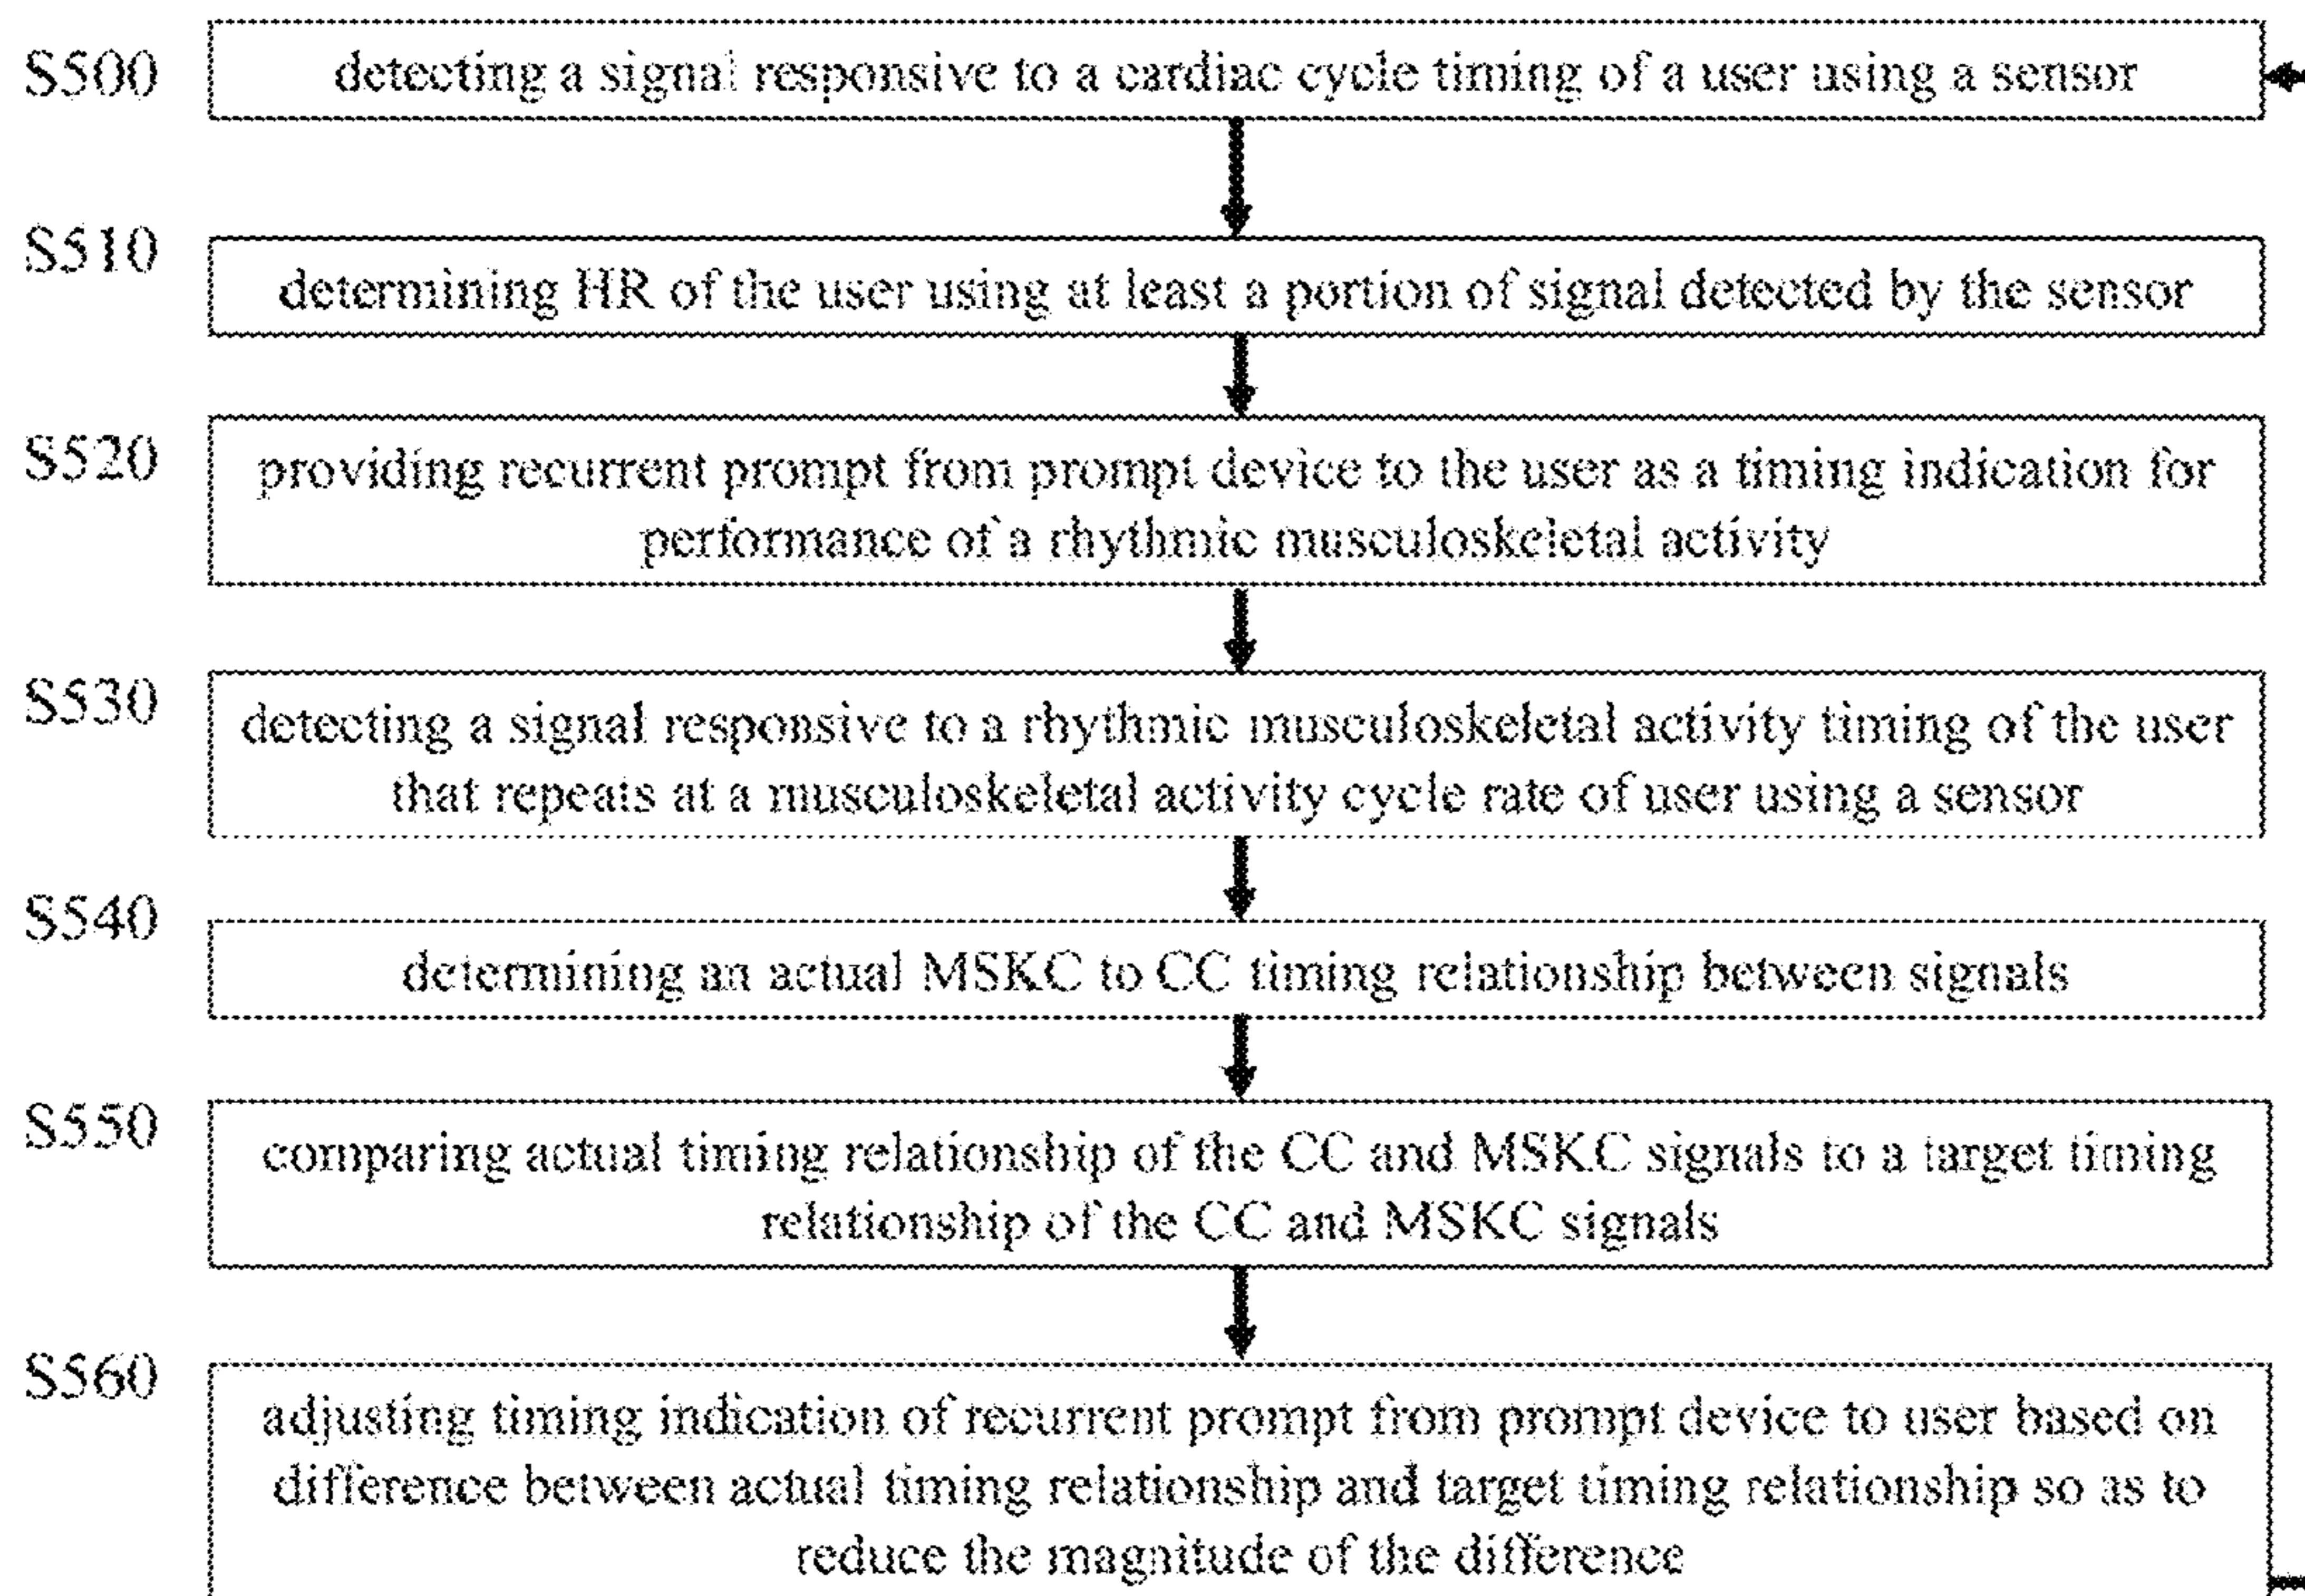 S500
detecting a signal responsive to a cardiac cycle timing of a user using a sensor
S510
determining HR of the user using at least a portion of signal detected by the sensor
S520
providing recurrent prompt from prompt device to the user as a timing indication for
performance of a rhythmic musculoskeletal activity
S530
detecting a signal responsive to a rhythmic musculoskeletal activity timing of the user
that repeats at a musculoskeletal activity cycle rate of user using a sensor
S540
determining an actual MSKC to CC timing relationship between signals
S550
comparing actual timing relationship of the CC and MSKC signals to a target timing
relationship of the CC and MSKC signals
S560
adjusting timing indication of recurrent prompt from prompt device to user based on
difference between actual timing relationship and target timing relationship so as to
reduce the magnitude of the difference